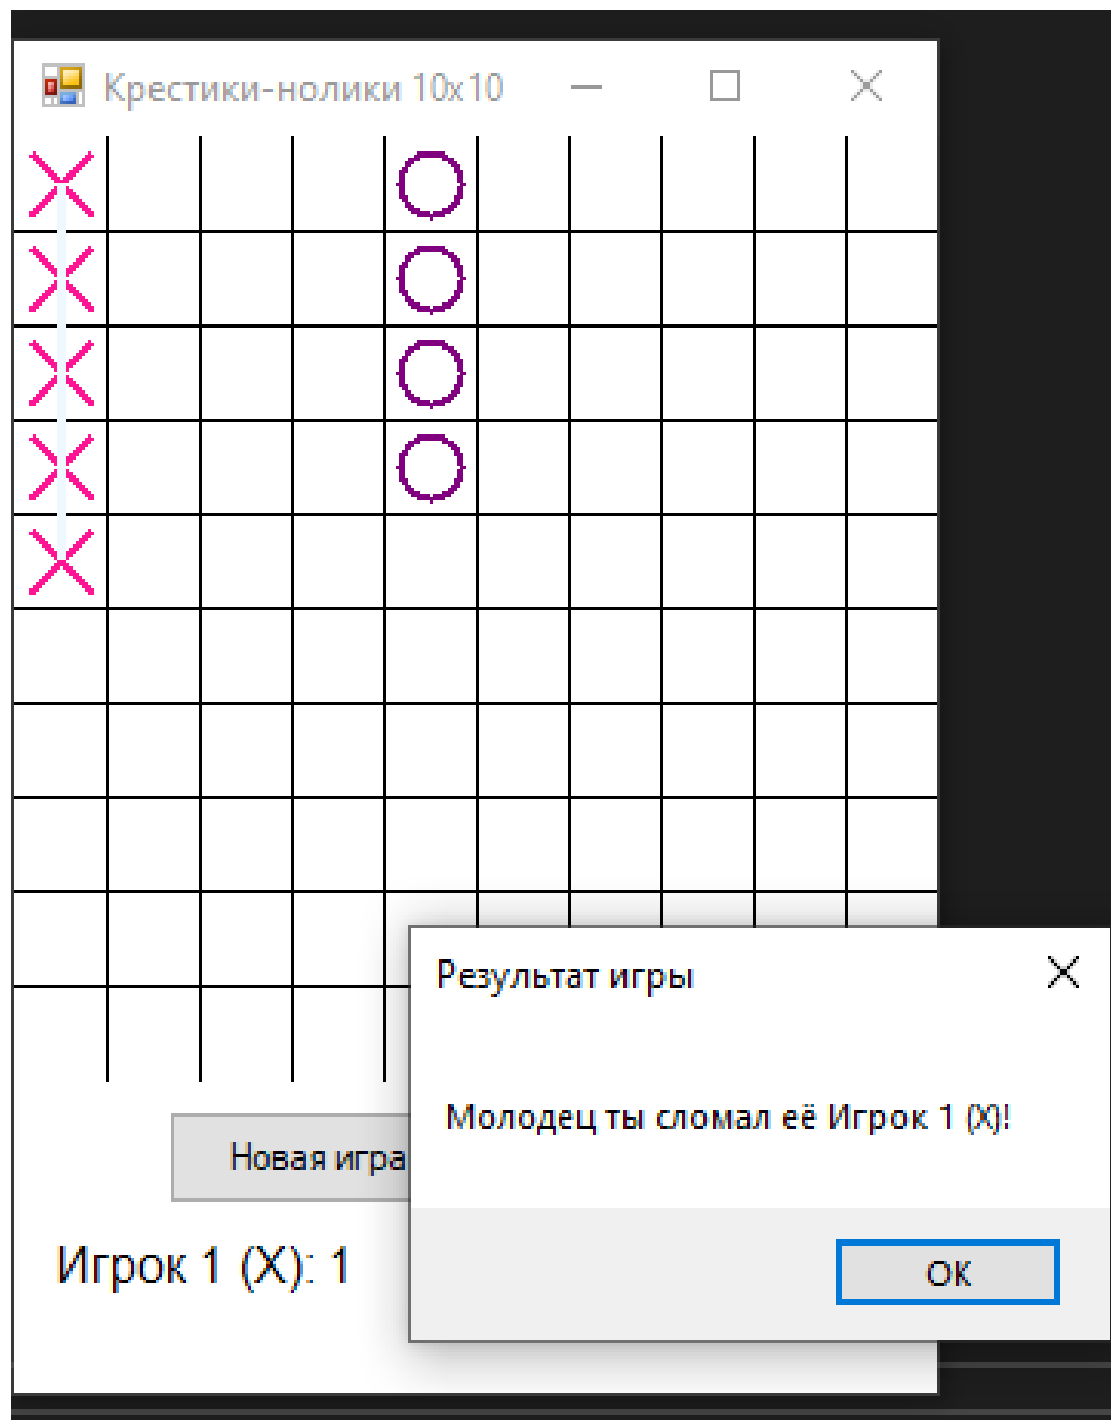 Крестики-нолики 10x10
Результат игры
Молодец ты сломал её Игрок 1 (X)!
OK
Новая игра
Игрок 1 (X): 1